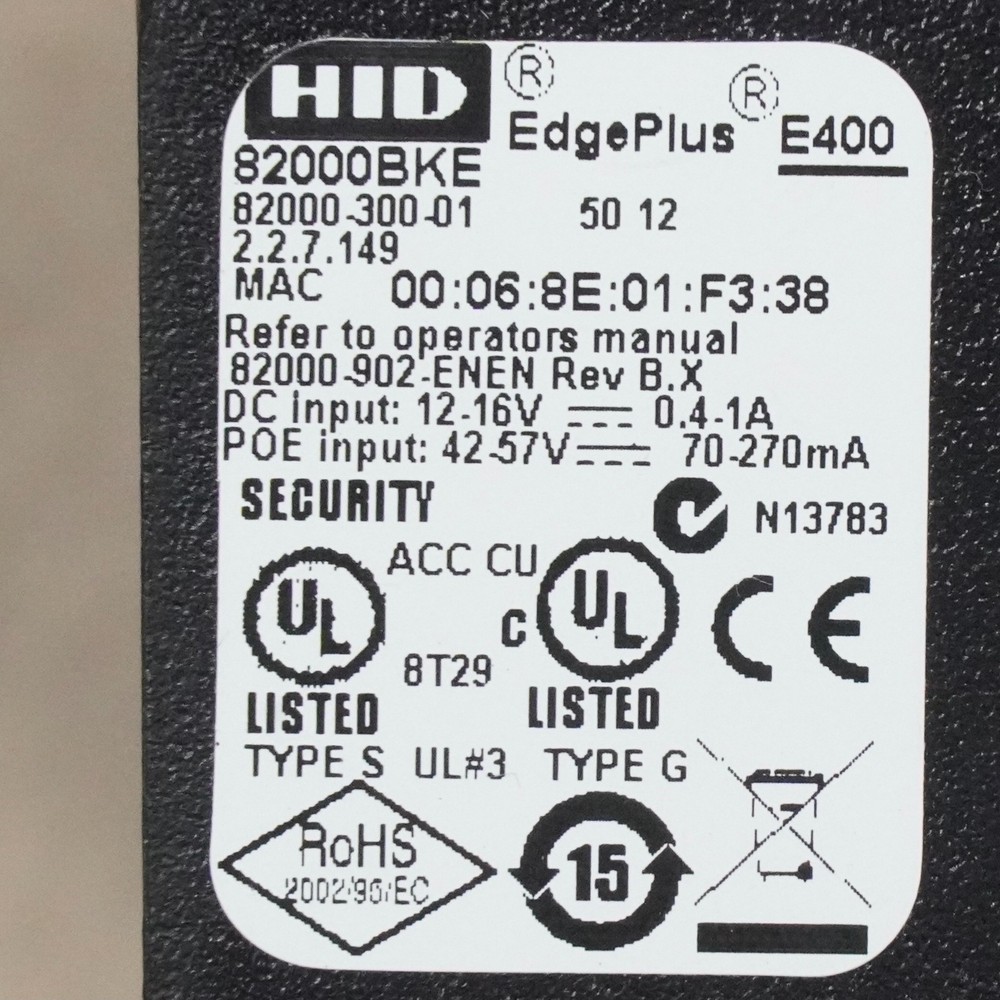 HID® EdgePlus® E400
82000BKE
82000-300-01 50 12
2.2.7.149
MAC 00:06:8E:01:F3:38
Refer to operators manual
82000-902-ENEN Rev B.X
DC input: 12-16V 0.4-1A
POE input: 42-57V 70-270mA
SECURITY N13783
ACC CU
UL C UL CE
8T29
LISTED LISTED
TYPE S UL#3 TYPE G
RoHS
2002/95/EC
15